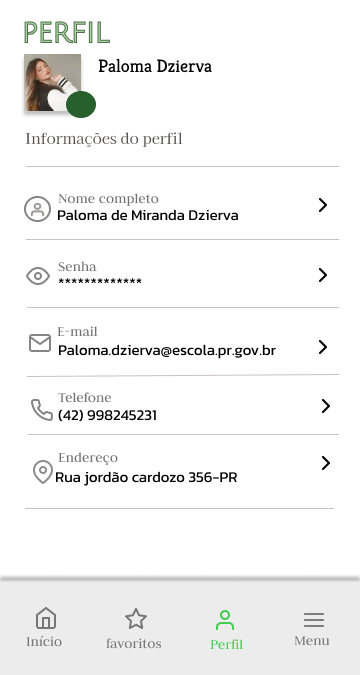 PERFIL
Paloma Dzierva
Informações do perfil
Nome completo
Paloma de Miranda Dzierva
Senha
*************
E-mail
Paloma.dzierva@escola.pr.gov.br
Telefone
(42) 998245231
Endereço
Rua jordão cardozo 356-PR
Início
favoritos
Perfil
Menu